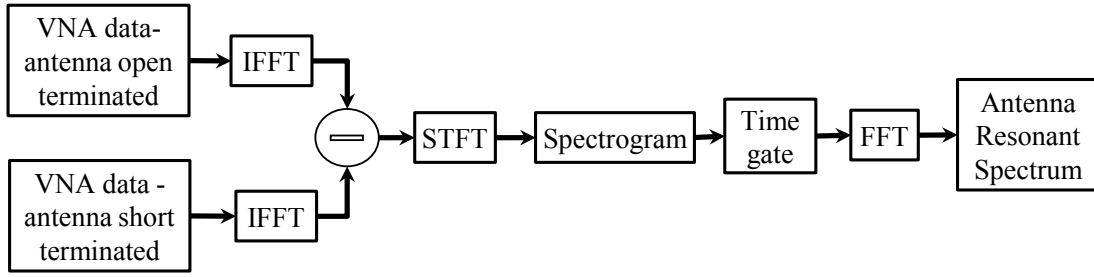 VNA data-
antenna open
terminated
IFFT
VNA data -
antenna short
terminated
IFFT
STFT
Spectrogram
Time
gate
FFT
Antenna
Resonant
Spectrum